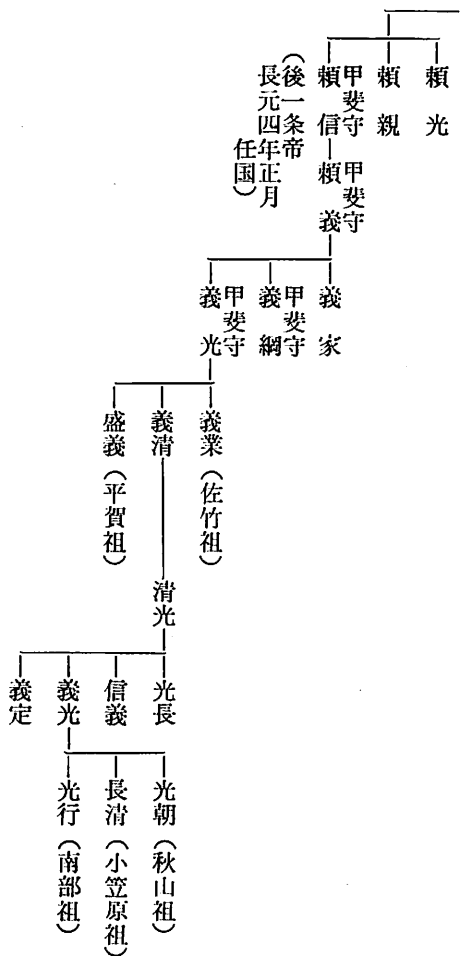 頼光
頼親
甲斐守
頼信
甲斐守
頼義
（後一条帝
長元四年正月
任国）
義家
甲斐守
義綱
甲斐守
義光
義業（佐竹祖）
義清
盛義（平賀祖）
清光
光長
信義
義光
義定
光朝（秋山祖）
長清（小笠原祖）
光行（南部祖）